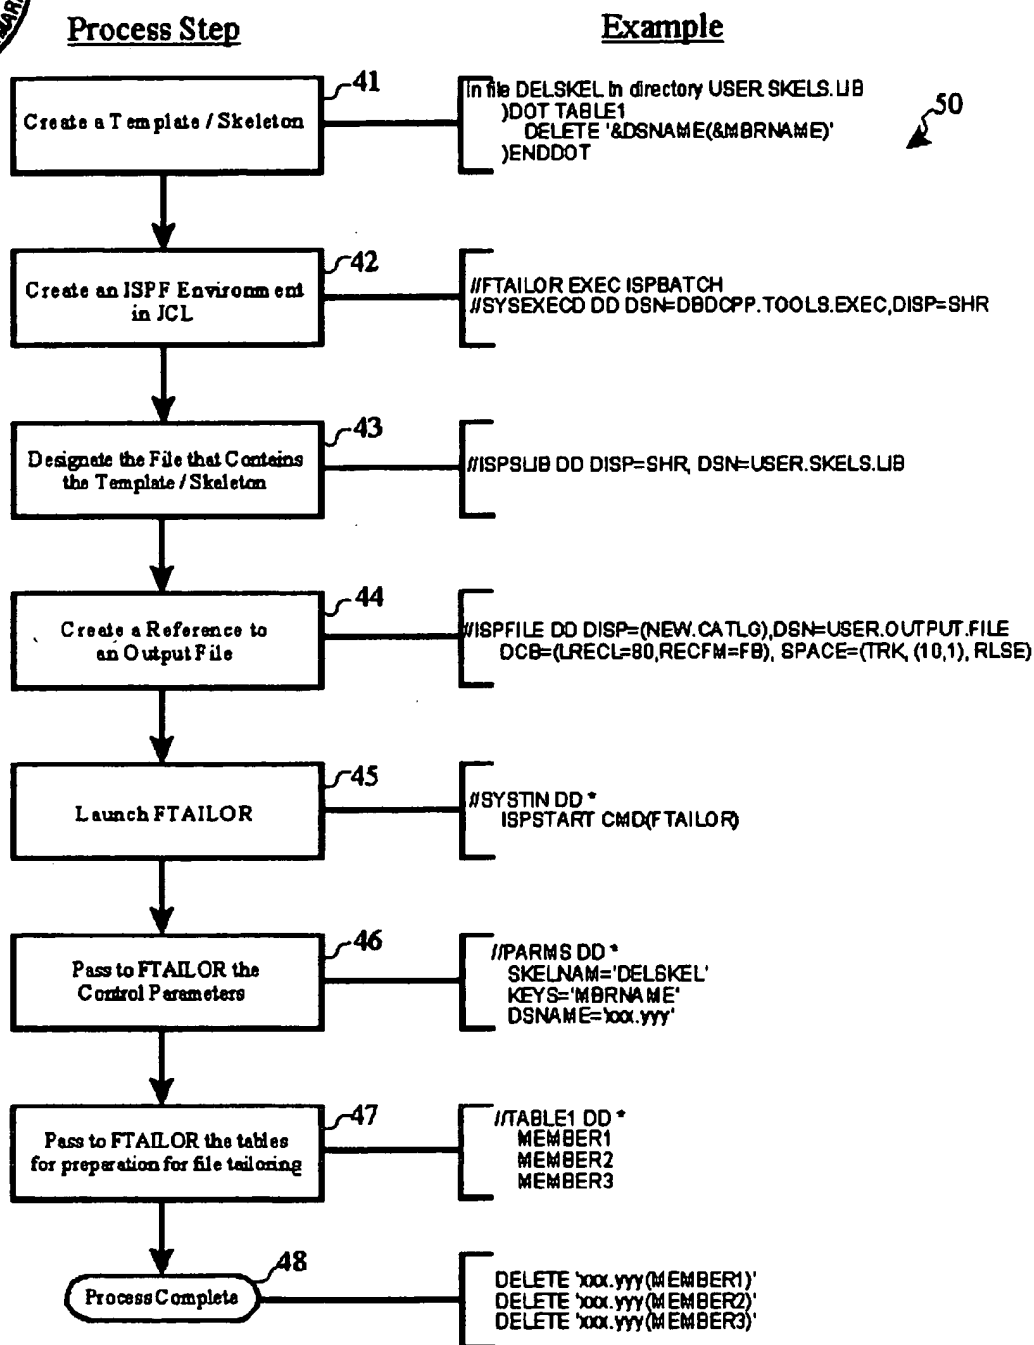 Process Step
Example
41
Create a Template / Skeleton
In file DELSKEL in directory USER.SKELS.LIB
)DOT TABLE1
DELETE '&DSNAME(&MBRNAME)'
)ENDDOT
50
42
Create an ISPF Environment
in JCL
//FTAILOR EXEC ISPBATCH
//SYSEXECD DD DSN=DBDCPP.TOOLS.EXEC,DISP=SHR
43
Designate the File that Contains
the Template / Skeleton
//ISPSLIB DD DISP=SHR, DSN=USER.SKELS.LIB
44
Create a Reference to
an Output File
//ISPFILE DD DISP=(NEW.CATLG),DSN=USER.OUTPUT.FILE
DCB=(LRECL=80,RECFM=FB), SPACE=(TRK, (10,1), RLSE)
45
Launch FTAILOR
//SYSTIN DD *
ISPSTART CMD(FTAILOR)
46
Pass to FTAILOR the
Control Parameters
//PARMS DD *
SKELNAM='DELSKEL'
KEYS='MBRNAME'
DSNAME='xxx.yyy'
47
Pass to FTAILOR the tables
for preparation for file tailoring
//TABLE1 DD *
MEMBER1
MEMBER2
MEMBER3
48
Process Complete
DELETE 'xxx.yyy(MEMBER1)'
DELETE 'xxx.yyy(MEMBER2)'
DELETE 'xxx.yyy(MEMBER3)'